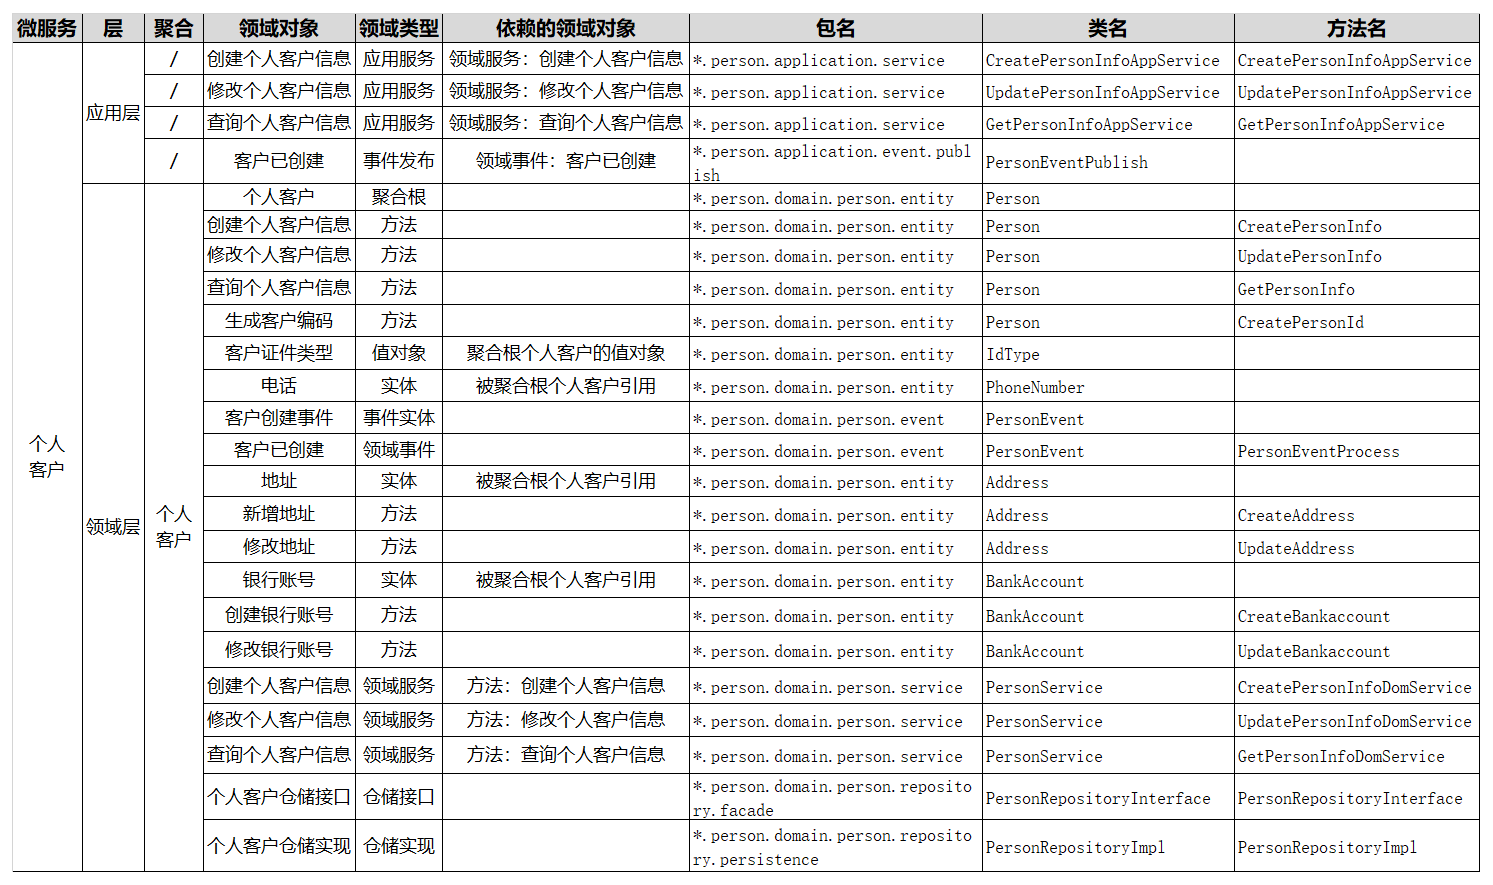 微服务 层 聚合 领域对象 领域类型 依赖的领域对象 包名 类名 方法名
个人
客户
应用层
/ 创建个人客户信息 应用服务 领域服务：创建个人客户信息 *.person.application.service CreatePersonInfoAppService CreatePersonInfoAppService
/ 修改个人客户信息 应用服务 领域服务：修改个人客户信息 *.person.application.service UpdatePersonInfoAppService UpdatePersonInfoAppService
/ 查询个人客户信息 应用服务 领域服务：查询个人客户信息 *.person.application.service GetPersonInfoAppService GetPersonInfoAppService
/ 客户已创建 事件发布 领域事件：客户已创建 *.person.application.event.publ
ish PersonEventPublish
领域层
个人
客户
个人客户 聚合根 *.person.domain.person.entity Person
创建个人客户信息 方法 *.person.domain.person.entity Person CreatePersonInfo
修改个人客户信息 方法 *.person.domain.person.entity Person UpdatePersonInfo
查询个人客户信息 方法 *.person.domain.person.entity Person GetPersonInfo
生成客户编码 方法 *.person.domain.person.entity Person CreatePersonId
客户证件类型 值对象 聚合根个人客户的值对象 *.person.domain.person.entity IdType
电话 实体 被聚合根个人客户引用 *.person.domain.person.entity PhoneNumber
客户创建事件 事件实体 *.person.domain.person.event PersonEvent
客户已创建 领域事件 *.person.domain.person.event PersonEvent PersonEventProcess
地址 实体 被聚合根个人客户引用 *.person.domain.person.entity Address
新增地址 方法 *.person.domain.person.entity Address CreateAddress
修改地址 方法 *.person.domain.person.entity Address UpdateAddress
银行账号 实体 被聚合根个人客户引用 *.person.domain.person.entity BankAccount
创建银行账号 方法 *.person.domain.person.entity BankAccount CreateBankaccount
修改银行账号 方法 *.person.domain.person.entity BankAccount UpdateBankaccount
创建个人客户信息 领域服务 方法：创建个人客户信息 *.person.domain.person.service PersonService CreatePersonInfoDomService
修改个人客户信息 领域服务 方法：修改个人客户信息 *.person.domain.person.service PersonService UpdatePersonInfoDomService
查询个人客户信息 领域服务 方法：查询个人客户信息 *.person.domain.person.service PersonService GetPersonInfoDomService
个人客户仓储接口 仓储接口 *.person.domain.person.reposito
ry.facade PersonRepositoryInterface PersonRepositoryInterface
个人客户仓储实现 仓储实现 *.person.domain.person.reposito
ry.persistence PersonRepositoryImpl PersonRepositoryImpl